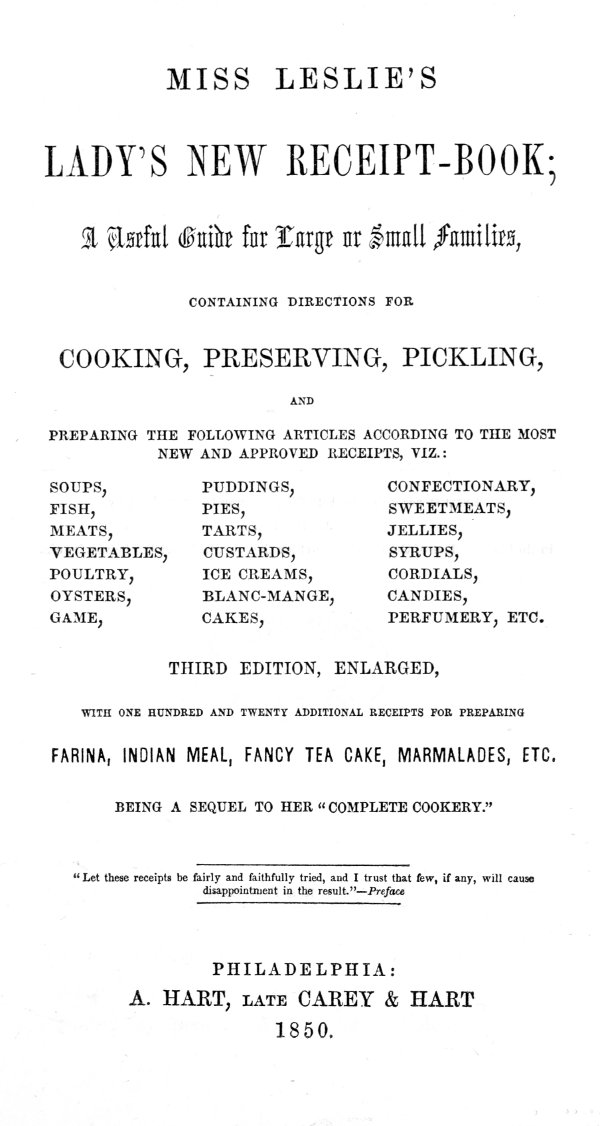 MISS LESLIE'S
LADY'S NEW RECEIPT-BOOK;
A Useful Guide for Large or Small Families,
CONTAINING DIRECTIONS FOR
COOKING, PRESERVING, PICKLING,
AND
PREPARING THE FOLLOWING ARTICLES ACCORDING TO THE MOST
NEW AND APPROVED RECEIPTS, VIZ.:
SOUPS,
FISH,
MEATS,
VEGETABLES,
POULTRY,
OYSTERS,
GAME,
PUDDINGS,
PIES,
TARTS,
CUSTARDS,
ICE CREAMS,
BLANC-MANGE,
CAKES,
CONFECTIONARY,
SWEETMEATS,
JELLIES,
SYRUPS,
CORDIALS,
CANDIES,
PERFUMERY, ETC.
THIRD EDITION, ENLARGED,
WITH ONE HUNDRED AND TWENTY ADDITIONAL RECEIPTS FOR PREPARING
FARINA, INDIAN MEAL, FANCY TEA CAKE, MARMALADES, ETC.
BEING A SEQUEL TO HER "COMPLETE COOKERY."
"Let these receipts be fairly and faithfully tried, and I trust that few, if any, will cause
disappointment in the result."—Preface
PHILADELPHIA:
A. HART, LATE CAREY & HART
1850.